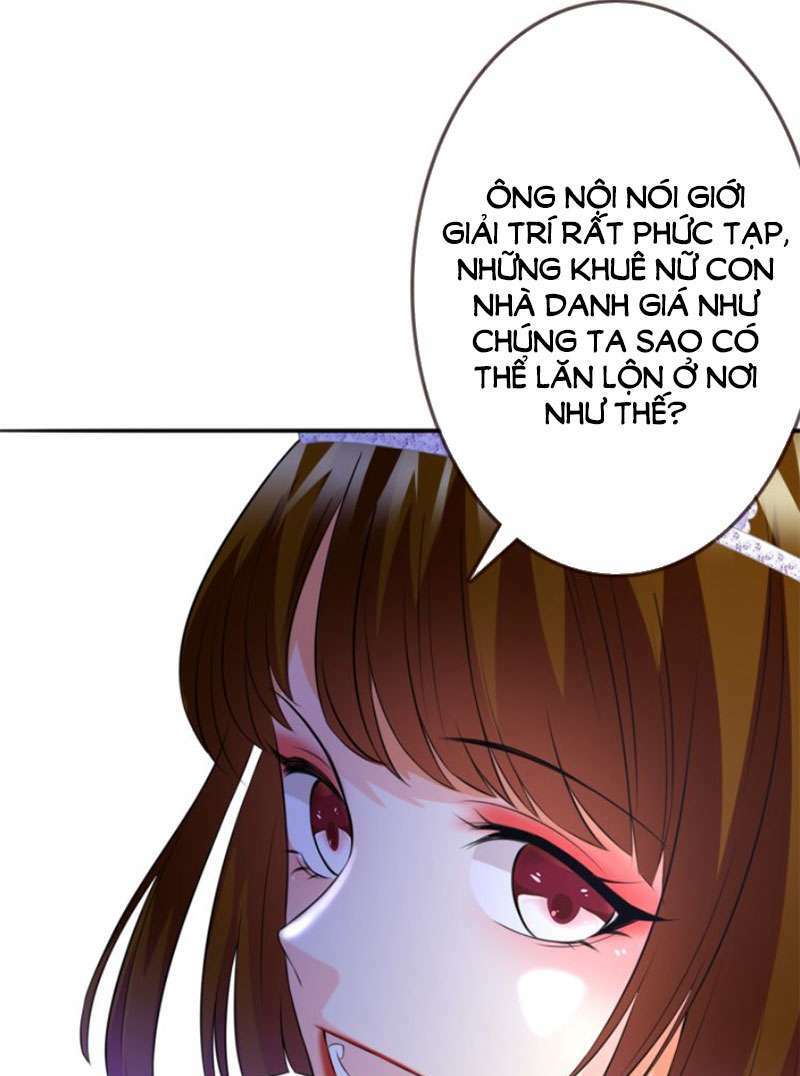 ÔNG NỘI NÓI GIỚI
GIẢI TRÍ RẤT PHỨC TẠP,
NHỮNG KHUÊ NỮ CON
NHÀ DANH GIÁ NHƯ
CHÚNG TA SAO CÓ
THỂ LĂN LỘN Ở NƠI
NHƯ THẾ?